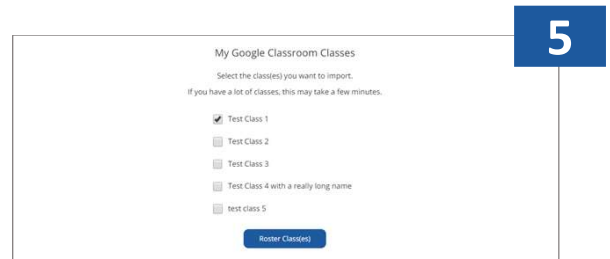 5
My Google Classroom Classes
Select the class(es) you want to import.
If you have a lot of classes, this may take a few minutes.
Test Class 1
Test Class 2
Test Class 3
Test Class 4 with a really long name
test class 5
Roster Class(es)